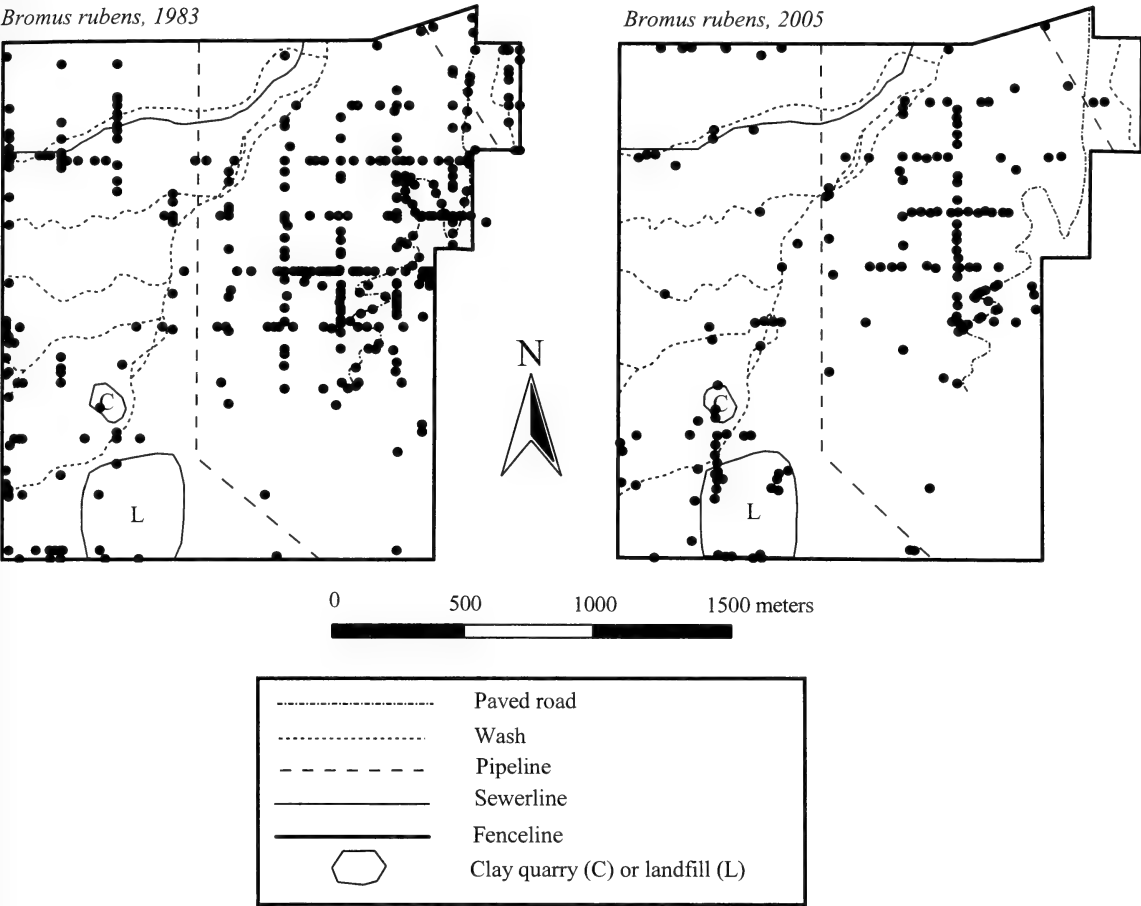 Bromus rubens, 1983
Bromus rubens, 2005
C
L
N
C
L
0 500 1000 1500 meters
Paved road
Wash
Pipeline
Sewerline
Fenceline
Clay quarry (C) or landfill (L)